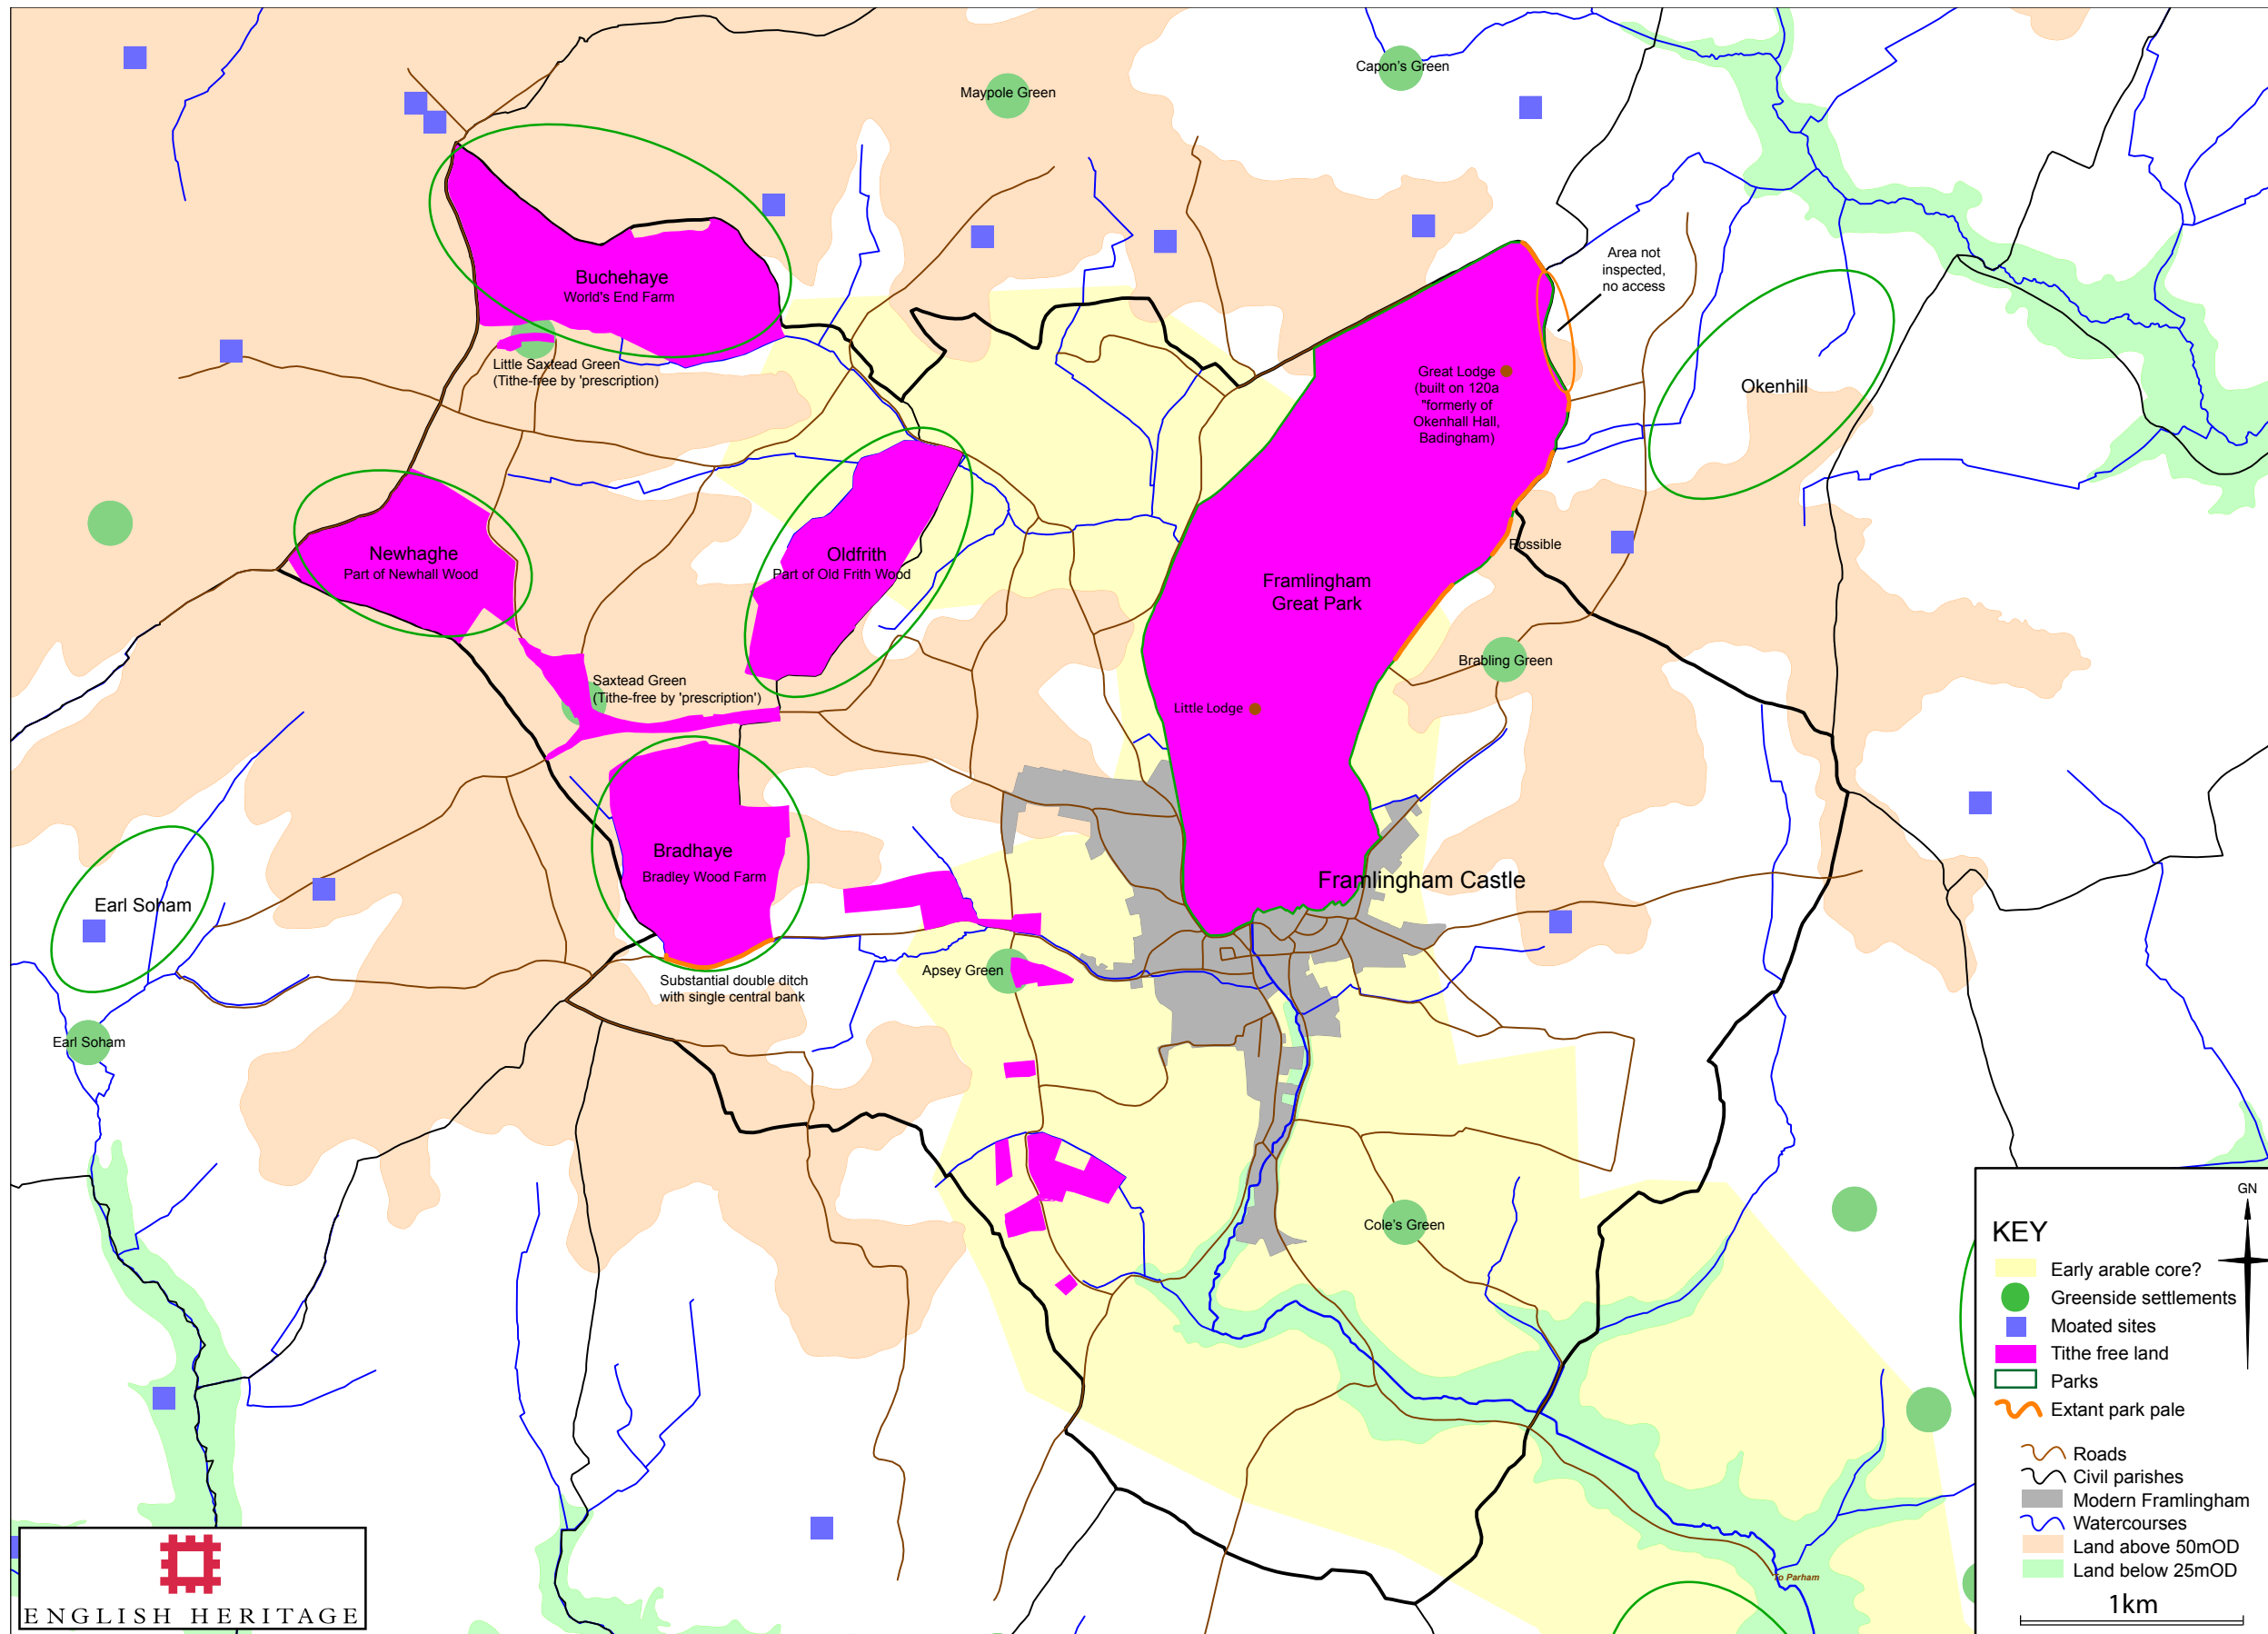 Capon's Green
Maypole Green
Area not
inspected,
no access
Buchehaye
World's End Farm
Little Saxtead Green
(Tithe-free by 'prescription)
Great Lodge
(built on 120a
"formerly of
Okenhall Hall,
Badingham)
Okenhill
Newhaghe
Part of Newhall Wood
Oldfrith
Part of Old Frith Wood
Possible
Framlingham
Great Park
Brabling Green
Saxtead Green
(Tithe-free by 'prescription')
Little Lodge
Bradhaye
Bradley Wood Farm
Framlingham Castle
Earl Soham
Apsey Green
Substantial double ditch
with single central bank
Earl Soham
Cole's Green
To Parham
GN
KEY
Early arable core?
Greenside settlements
Moated sites
Tithe free land
Parks
Extant park pale
Roads
Civil parishes
Modern Framlingham
Watercourses
Land above 50mOD
Land below 25mOD
1km
ENGLISH HERITAGE